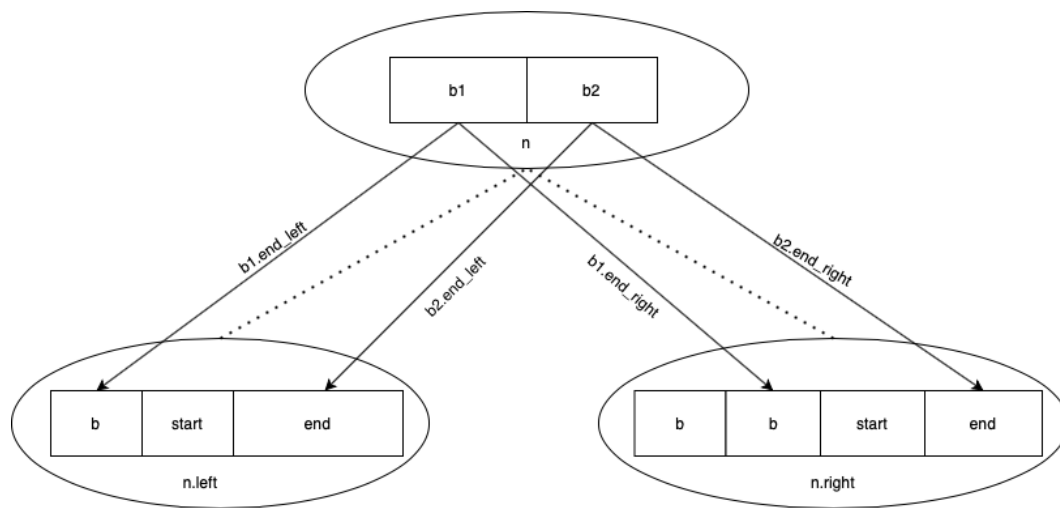 b1 b2
n
b1.end_left
b2.end_left
b1.end_right
b2.end_right
b start end
n.left
b b start end
n.right